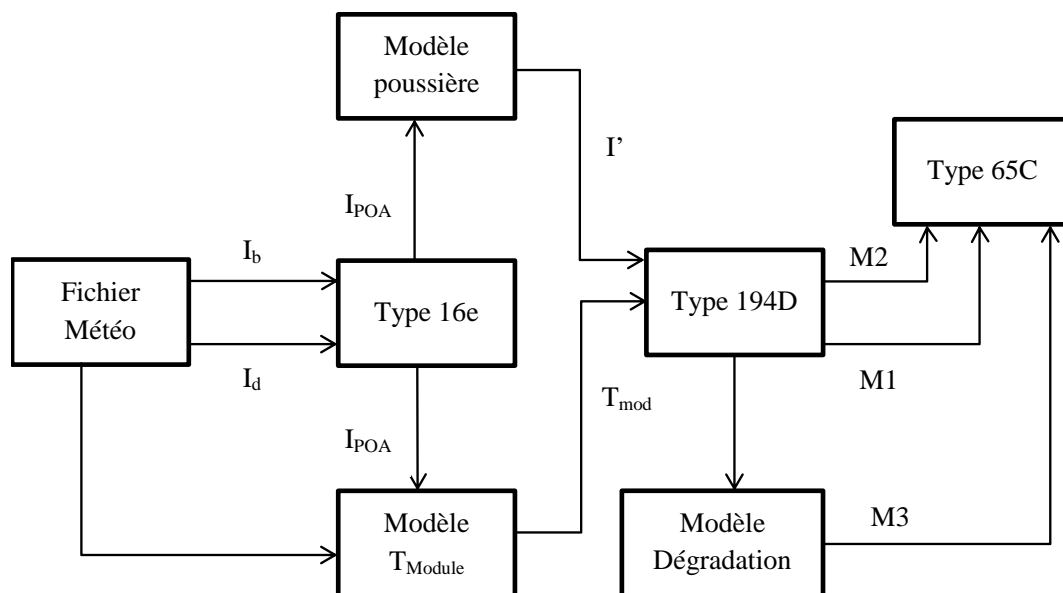 Modèle
poussière
I'
Type 65C
I_POA
I_b
M2
Fichier
Météo
Type 16e
Type 194D
I_d
M1
T_mod
I_POA
Modèle
T_Module
Modèle
Dégradation
M3